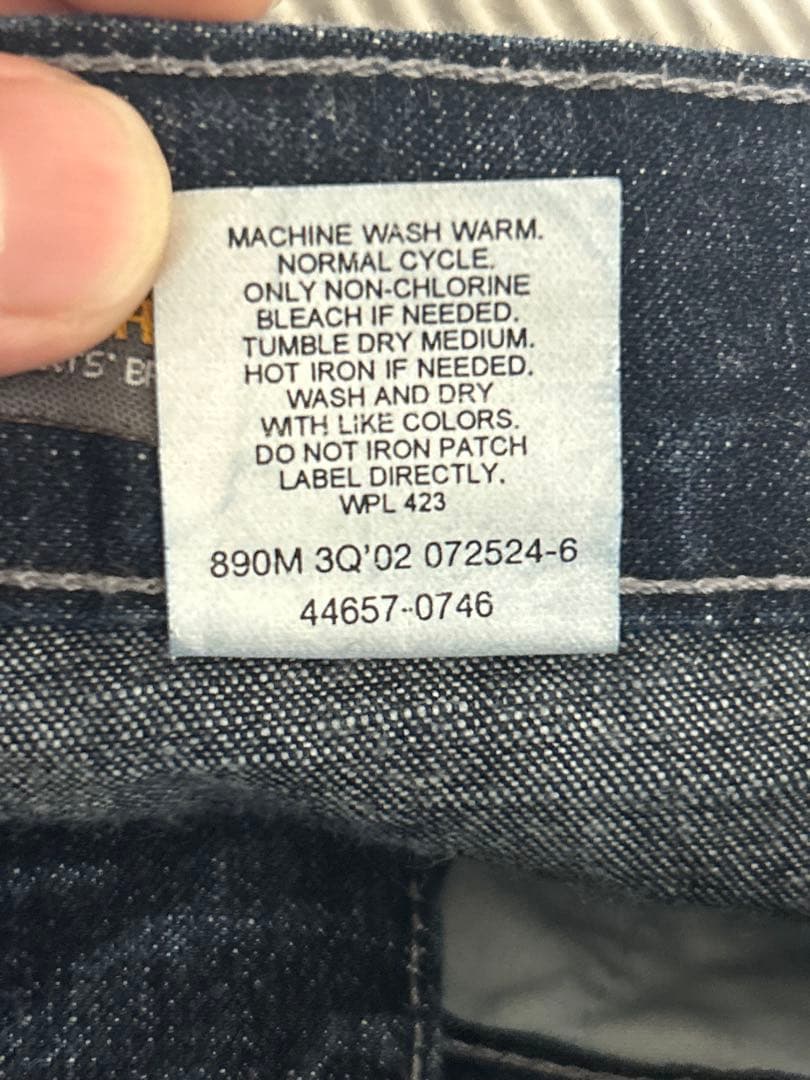 MACHINE WASH WARM.
NORMAL CYCLE.
ONLY NON-CHLORINE
BLEACH IF NEEDED.
TUMBLE DRY MEDIUM.
HOT IRON IF NEEDED.
WASH AND DRY
WITH LIKE COLORS.
DO NOT IRON PATCH
LABEL DIRECTLY.
WPL 423
890M 3Q'02 072524-6
44657-0746